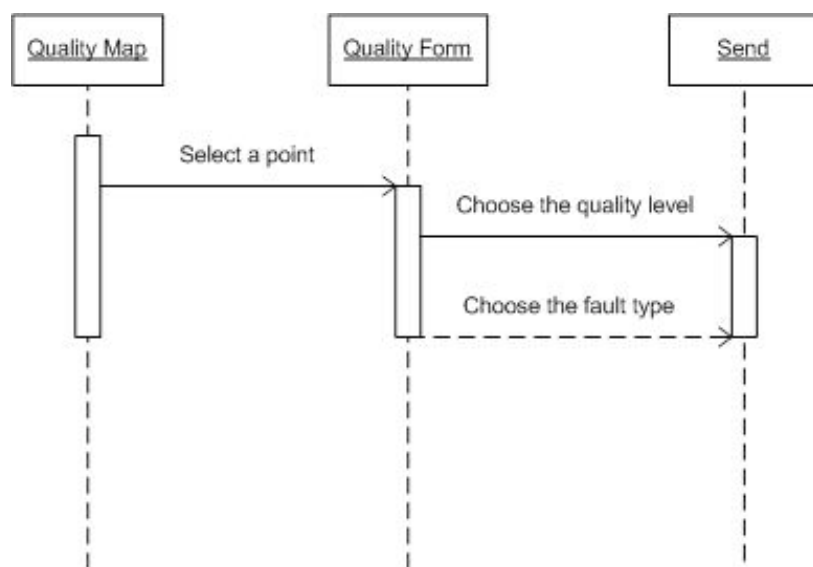 Quality Map
Quality Form
Send
Select a point
Choose the quality level
Choose the fault type